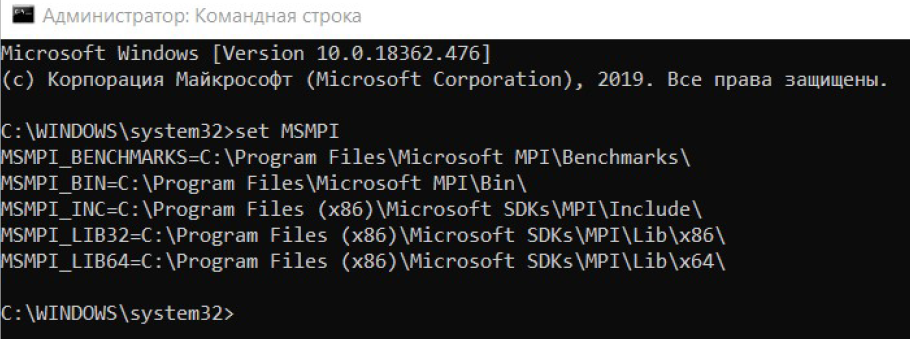 Администратор: Командная строка
Microsoft Windows [Version 10.0.18362.476]
(c) Корпорация Майкрософт (Microsoft Corporation), 2019. Все права защищены.
C:\WINDOWS\system32>set MSMPI
MSMPI_BENCHMARKS=C:\Program Files\Microsoft MPI\Benchmarks\
MSMPI_BIN=C:\Program Files\Microsoft MPI\Bin\
MSMPI_INC=C:\Program Files (x86)\Microsoft SDKs\MPI\Include\
MSMPI_LIB32=C:\Program Files (x86)\Microsoft SDKs\MPI\Lib\x86\
MSMPI_LIB64=C:\Program Files (x86)\Microsoft SDKs\MPI\Lib\x64\
C:\WINDOWS\system32>